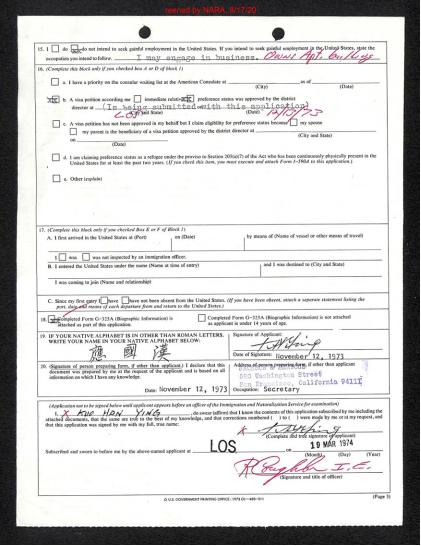 reened by NARA, 8/17/20
15. I do do not intend to seek gainful employment in the United States. If you intend to seek gainful employment in the United States, state the
occupation you intend to follow. I may engage in business. Owns Apt. buildings
16. (Complete this block only if you checked box A or D of block 1)
a. I have a priority on the consular waiting list at the American Consulate at as of
(City) (Date)
b. A visa petition according me immediate relative preference status was approved by the district
director at (Is being submitted with this application)
LOS (City and State) (Date) 12/13/73
c. A visa petition has not been approved in my behalf but I claim eligibility for preference status because my spouse
my parent is the beneficiary of a visa petition approved by the district director at
(City and State)
on
(Date)
d. I am claiming preference status as a refugee under the proviso to Section 203(a)(7) of the Act who has been continuously physically present in the
United States for at least the past two years. (If you check this item, you must execute and attach Form I-590A to this application.)
e. Other (explain)
17. (Complete this block only if you checked Box E or F of Block 1)
A. I first arrived in the United States at (Port) on (Date) by means of (Name of vessel or other means of travel)
I was was not inspected by an immigration officer.
B. I entered the United States under the name (Name at time of entry) and I was destined to (City and State)
I was coming to join (Name and relationship)
C. Since my first entry I have have not been absent from the United States. (If you have been absent, attach a separate statement listing the
port, date and means of each departure from and return to the United States.)
18. Completed Form G-325A (Biographic Information) is
attached as part of this application.
Completed Form G-325A (Biographic Information) is not attached
as applicant is under 14 years of age.
19. IF YOUR NATIVE ALPHABET IS IN OTHER THAN ROMAN LETTERS,
WRITE YOUR NAME IN YOUR NATIVE ALPHABET BELOW:
應 國 漢
Signature of Applicant:
Date of Signature: November 12, 1973
20. (Signature of person preparing form, if other than applicant.) I declare that this
document was prepared by me at the request of the applicant and is based on
all information on which I have any knowledge.
Date: November 12, 1973
Address of person preparing form, if other than applicant
550 Washington Street
San Francisco, California 94111
Occupation: Secretary
(Application not to be signed below until applicant appears before an officer of the Immigration and Naturalization Service for examination)
I, X KUO HAN YING do swear (affirm) that I know the contents of this application subscribed by me including the
attached documents, that the same are true to the best of my knowledge, and that corrections numbered ( ) to ( ) were made by me or at my request, and
that this application was signed by me with my full, true name:
X
(Complete and true signature of applicant)
Subscribed and sworn to before me by the above-named applicant at LOS on 19 MAR 1974
(Month) (Day) (Year)
(Signature and title of officer)
U.S. GOVERNMENT PRINTING OFFICE
(Page 3)